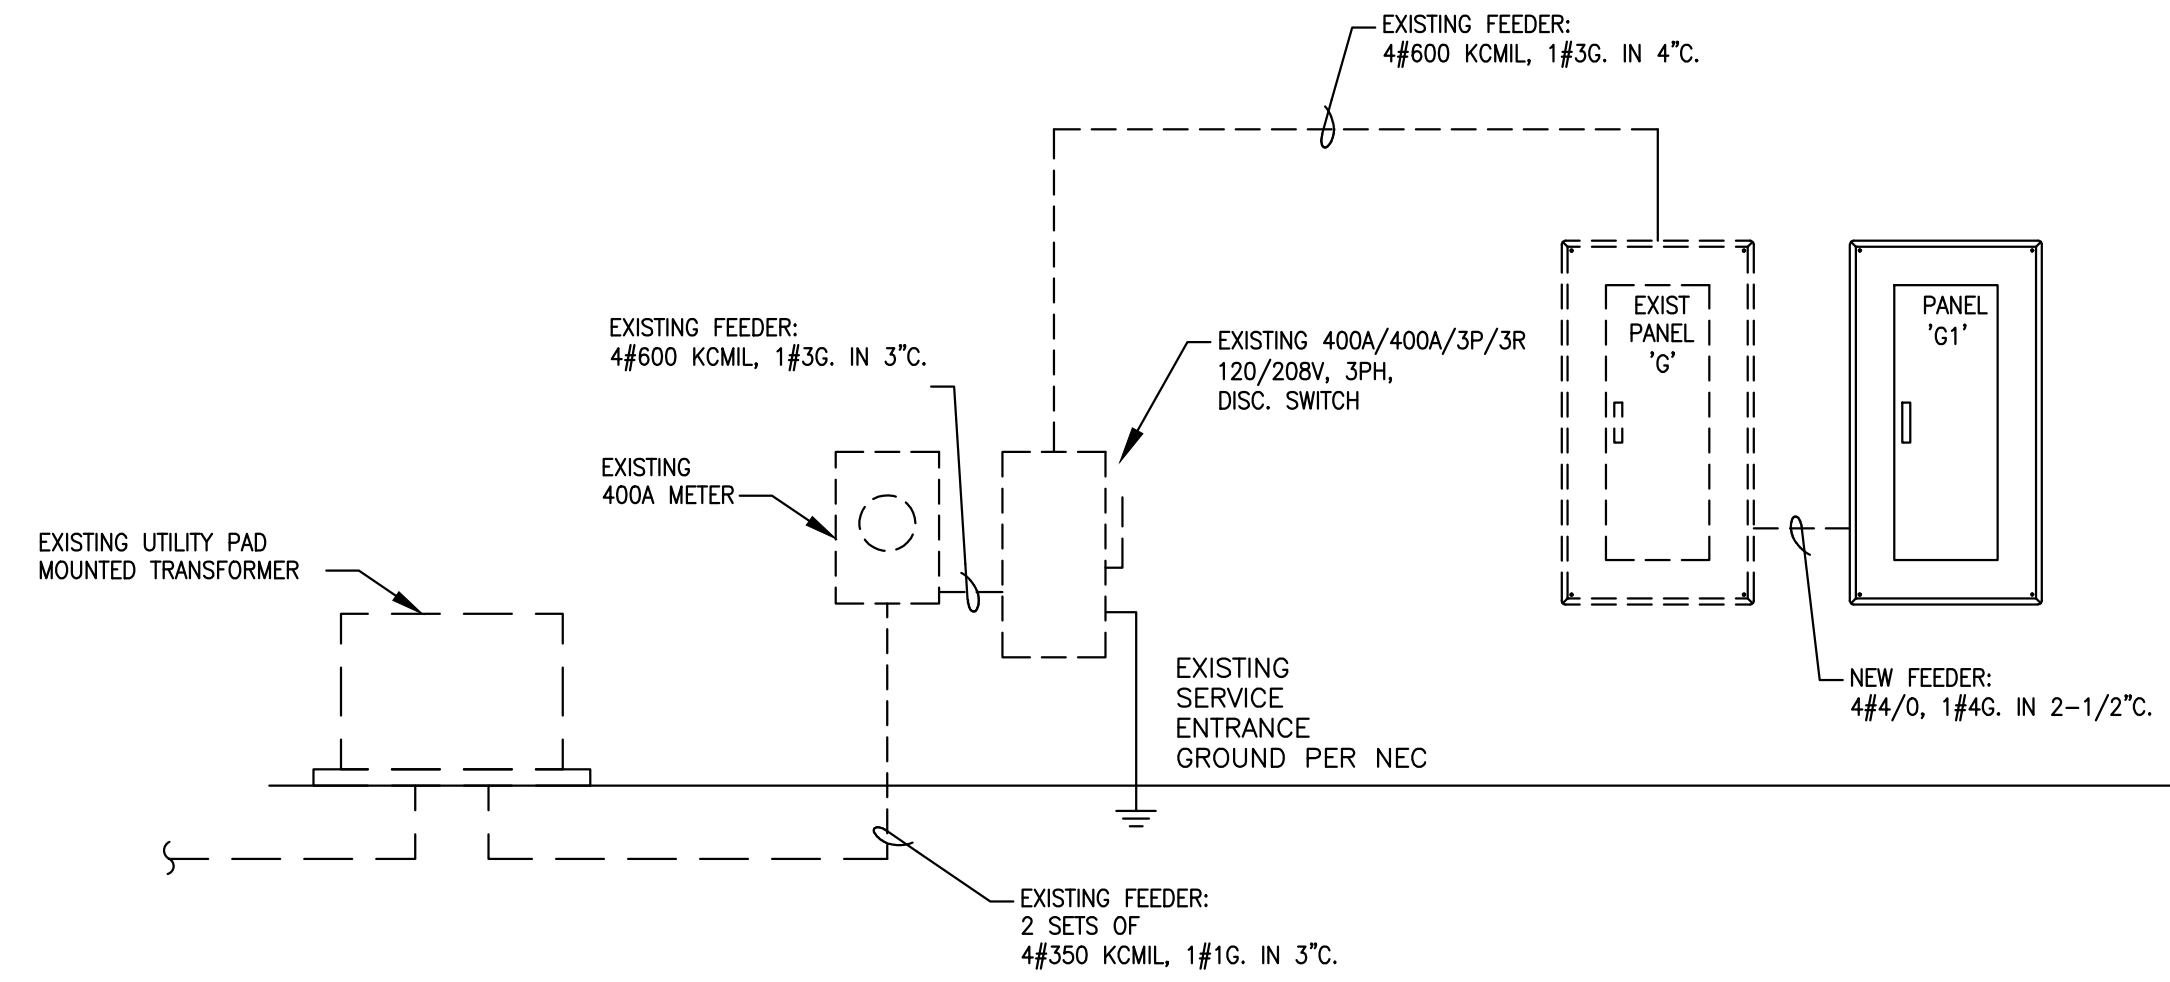 EXISTING FEEDER:
4#600 KCMIL, 1#3G. IN 4"C.
EXISTING FEEDER:
4#600 KCMIL, 1#3G. IN 3"C.
EXISTING 400A/400A/3P/3R
120/208V, 3PH,
DISC. SWITCH
EXIST
PANEL
'G'
PANEL
'G1'
EXISTING
400A METER
EXISTING UTILITY PAD
MOUNTED TRANSFORMER
EXISTING
SERVICE
ENTRANCE
GROUND PER NEC
NEW FEEDER:
4#4/0, 1#4G. IN 2-1/2"C.
EXISTING FEEDER:
2 SETS OF
4#350 KCMIL, 1#1G. IN 3"C.